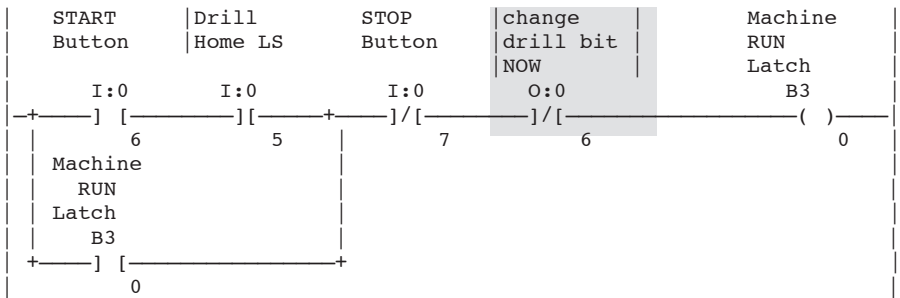 | START |Drill STOP |change | Machine |
| Button |Home LS Button |drill bit | RUN |
| |NOW | Latch |
| I:0 I:0 I:0 O:0 B3 |
|–+––––] [––––––––][–––––+––––]/[––––––––]/[––––––––––––––––––( )––––|
| | 6 5 | 7 6 0 |
| | Machine | |
| | RUN | |
| | Latch | |
| | B3 | |
| +––––] [––––––––––––––––+ |
| 0 |